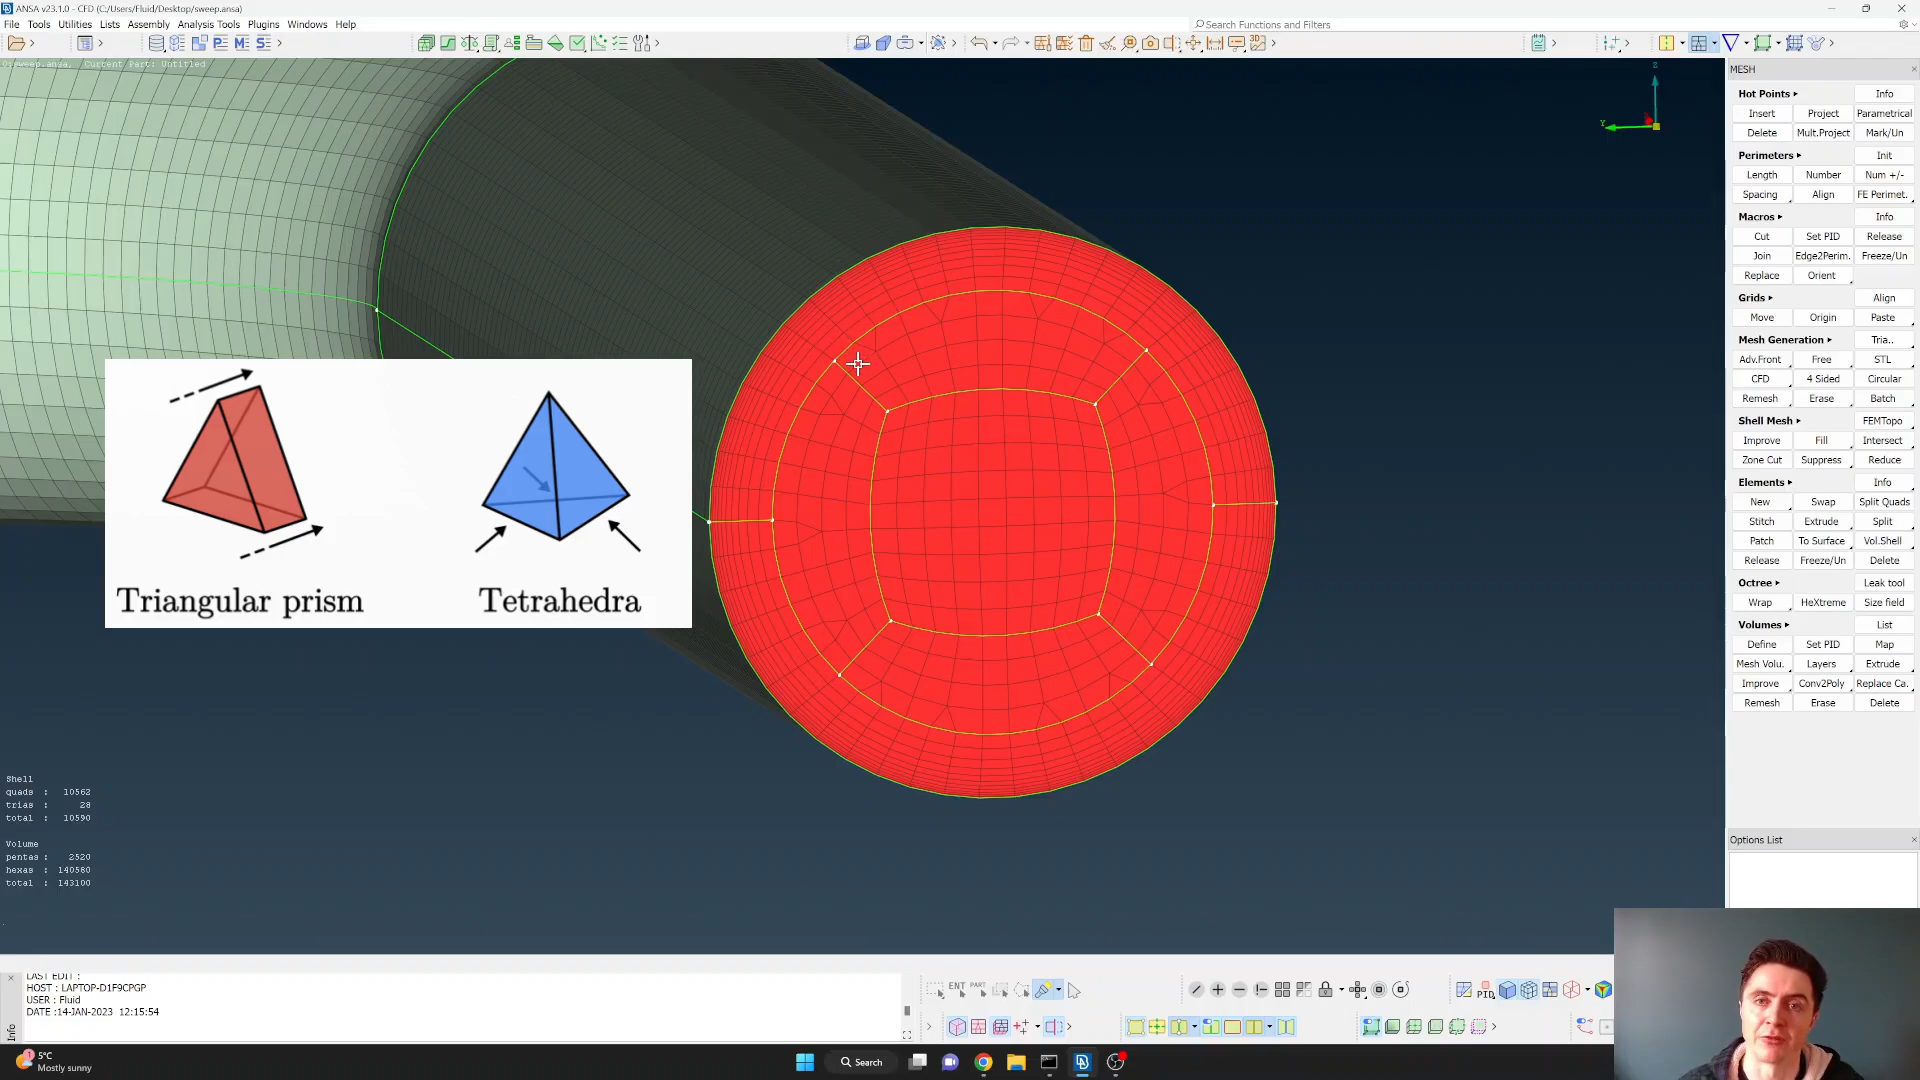 ANSA v23.1.0 - CFD (C:/Users/Fluid/Desktop/sweep.ansa)
File Tools Utilities Lists Assembly Analysis Tools Plugins Windows Help
Search Functions and Filters
sweep.ansa, Current Part: Untitled
Z
Y
MESH
Hot Points Info
Insert Project Parametrical
Delete Mult.Project Mark/Un
Perimeters Init
Length Number Num +/-
Spacing Align FE Perimet.
Macros Info
Cut Set PID Release
Join Edge2Perim. Freeze/Un
Replace Orient
Grids Align
Move Origin Paste
Mesh Generation Tria..
Adv.Front Free STL
CFD 4 Sided Circular
Remesh Erase Batch
Shell Mesh FEMTopo
Improve Fill Intersect
Zone Cut Suppress Reduce
Elements Info
New Swap Split Quads
Stitch Extrude Split
Patch To Surface Vol.Shell
Release Freeze/Un Delete
Octree Leak tool
Wrap HeXtreme Size field
Volumes List
Define Set PID Map
Mesh Volu. Layers Extrude
Improve Conv2Poly Replace Ca.
Remesh Erase Delete
Options List
Triangular prism Tetrahedra
Shell
quads : 10562
trias : 28
total : 10590
Volume
pentas : 2520
hexas : 140580
total : 143100
LAST EDIT :
HOST : LAPTOP-D1F9CPGP
USER : Fluid
DATE :14-JAN-2023 12:15:54
Info
ENT PART
PID
5°C
Mostly sunny
Search